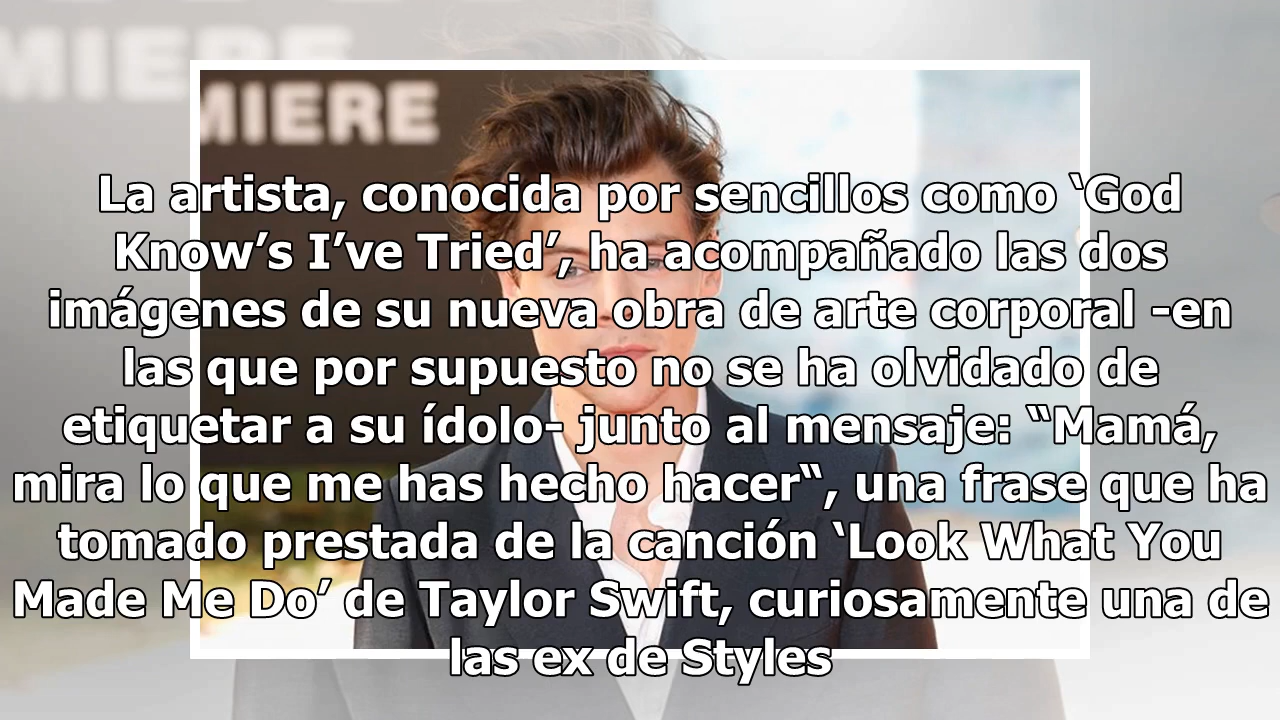 MIERE
MIERE
La artista, conocida por sencillos como ‘God
Know’s I’ve Tried’, ha acompañado las dos
imágenes de su nueva obra de arte corporal -en
las que por supuesto no se ha olvidado de
etiquetar a su ídolo- junto al mensaje: “Mamá,
mira lo que me has hecho hacer“, una frase que ha
tomado prestada de la canción ‘Look What You
Made Me Do’ de Taylor Swift, curiosamente una de
las ex de Styles